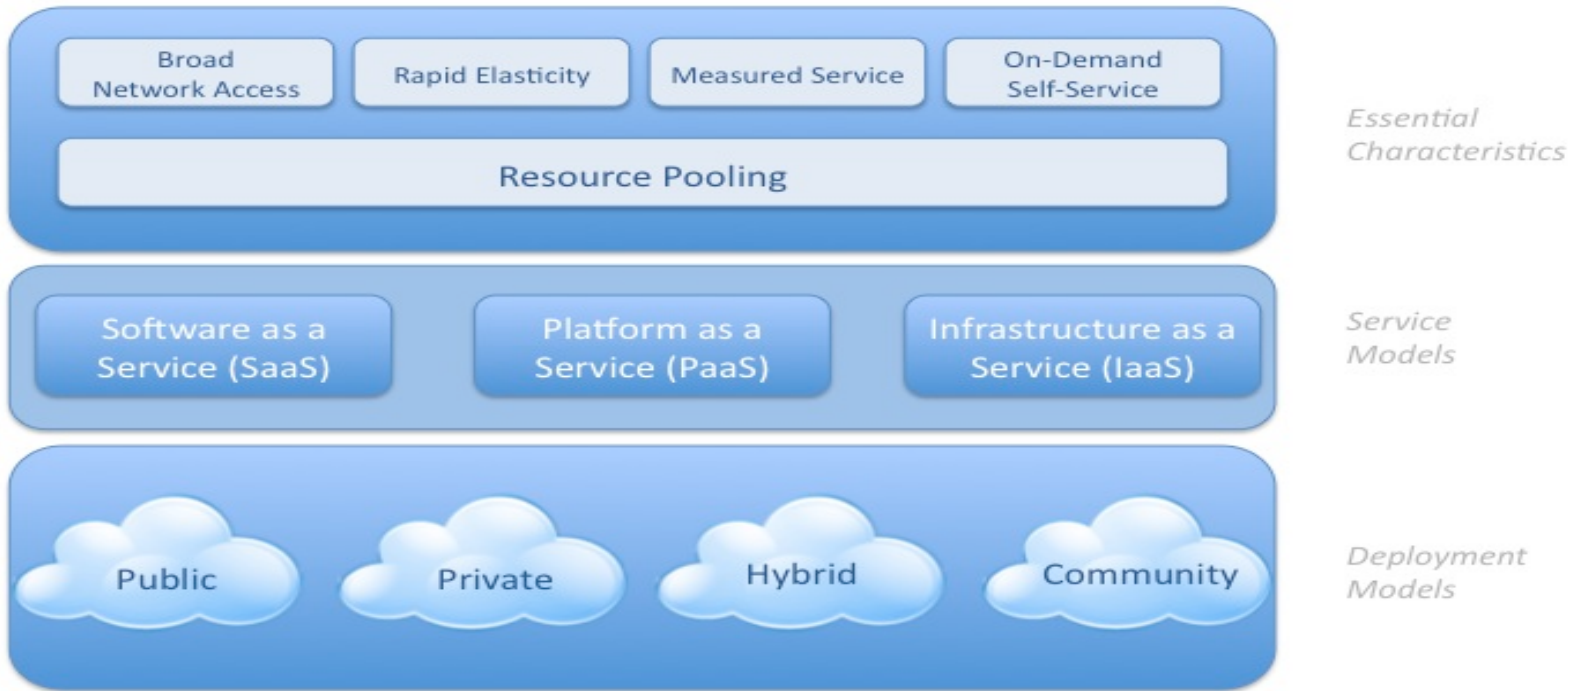 Broad
Network Access
Rapid Elasticity
Measured Service
On-Demand
Self-Service
Resource Pooling
Essential
Characteristics
Software as a
Service (SaaS)
Platform as a
Service (PaaS)
Infrastructure as a
Service (IaaS)
Service
Models
Public
Private
Hybrid
Community
Deployment
Models